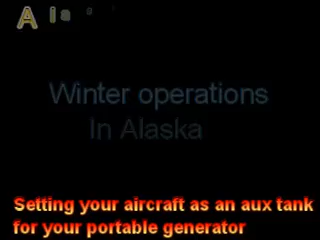 A l a s
Winter operations
In Alaska
Setting your aircraft as an aux tank
for your portable generator